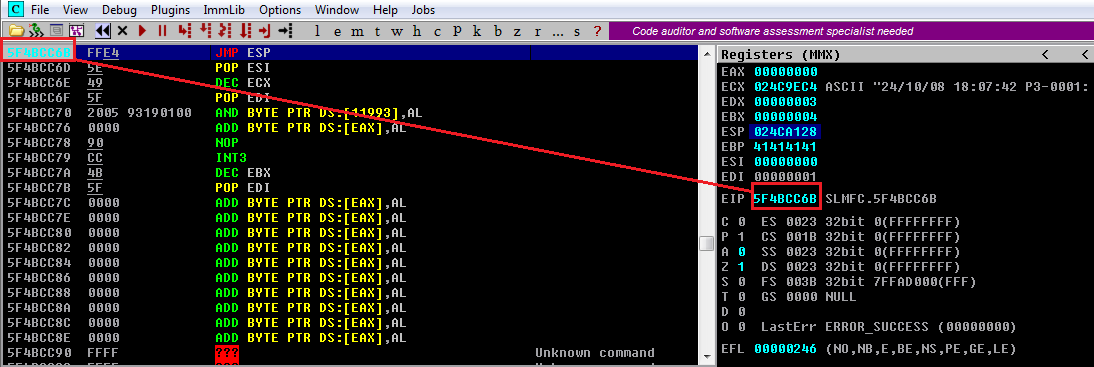 C File View Debug Plugins ImmLib Options Window Help Jobs
l e m t w h c p k b z r ... s ? Code auditor and software assessment specialist needed
5F4BCC6B FFE4 JMP ESP
5F4BCC6D 5E POP ESI
5F4BCC6E 49 DEC ECX
5F4BCC6F 5F POP EDI
5F4BCC70 2005 93190100 AND BYTE PTR DS:[11993],AL
5F4BCC76 0000 ADD BYTE PTR DS:[EAX],AL
5F4BCC78 90 NOP
5F4BCC79 CC INT3
5F4BCC7A 4B DEC EBX
5F4BCC7B 5F POP EDI
5F4BCC7C 0000 ADD BYTE PTR DS:[EAX],AL
5F4BCC7E 0000 ADD BYTE PTR DS:[EAX],AL
5F4BCC80 0000 ADD BYTE PTR DS:[EAX],AL
5F4BCC82 0000 ADD BYTE PTR DS:[EAX],AL
5F4BCC84 0000 ADD BYTE PTR DS:[EAX],AL
5F4BCC86 0000 ADD BYTE PTR DS:[EAX],AL
5F4BCC88 0000 ADD BYTE PTR DS:[EAX],AL
5F4BCC8A 0000 ADD BYTE PTR DS:[EAX],AL
5F4BCC8C 0000 ADD BYTE PTR DS:[EAX],AL
5F4BCC8E 0000 ADD BYTE PTR DS:[EAX],AL
5F4BCC90 FFFF ??? Unknown command
Registers (MMX) < <
EAX 00000000
ECX 024C9EC4 ASCII "24/10/08 18:07:42 P3-0001:
EDX 00000003
EBX 00000004
ESP 024CA128
EBP 41414141
ESI 00000000
EDI 00000001
EIP 5F4BCC6B SLMFC.5F4BCC6B
C 0 ES 0023 32bit 0(FFFFFFFF)
P 1 CS 001B 32bit 0(FFFFFFFF)
A 0 SS 0023 32bit 0(FFFFFFFF)
Z 1 DS 0023 32bit 0(FFFFFFFF)
S 0 FS 003B 32bit 7FFAD000(FFF)
T 0 GS 0000 NULL
D 0
O 0 LastErr ERROR_SUCCESS (00000000)
EFL 00000246 (NO,NB,E,BE,NS,PE,GE,LE)